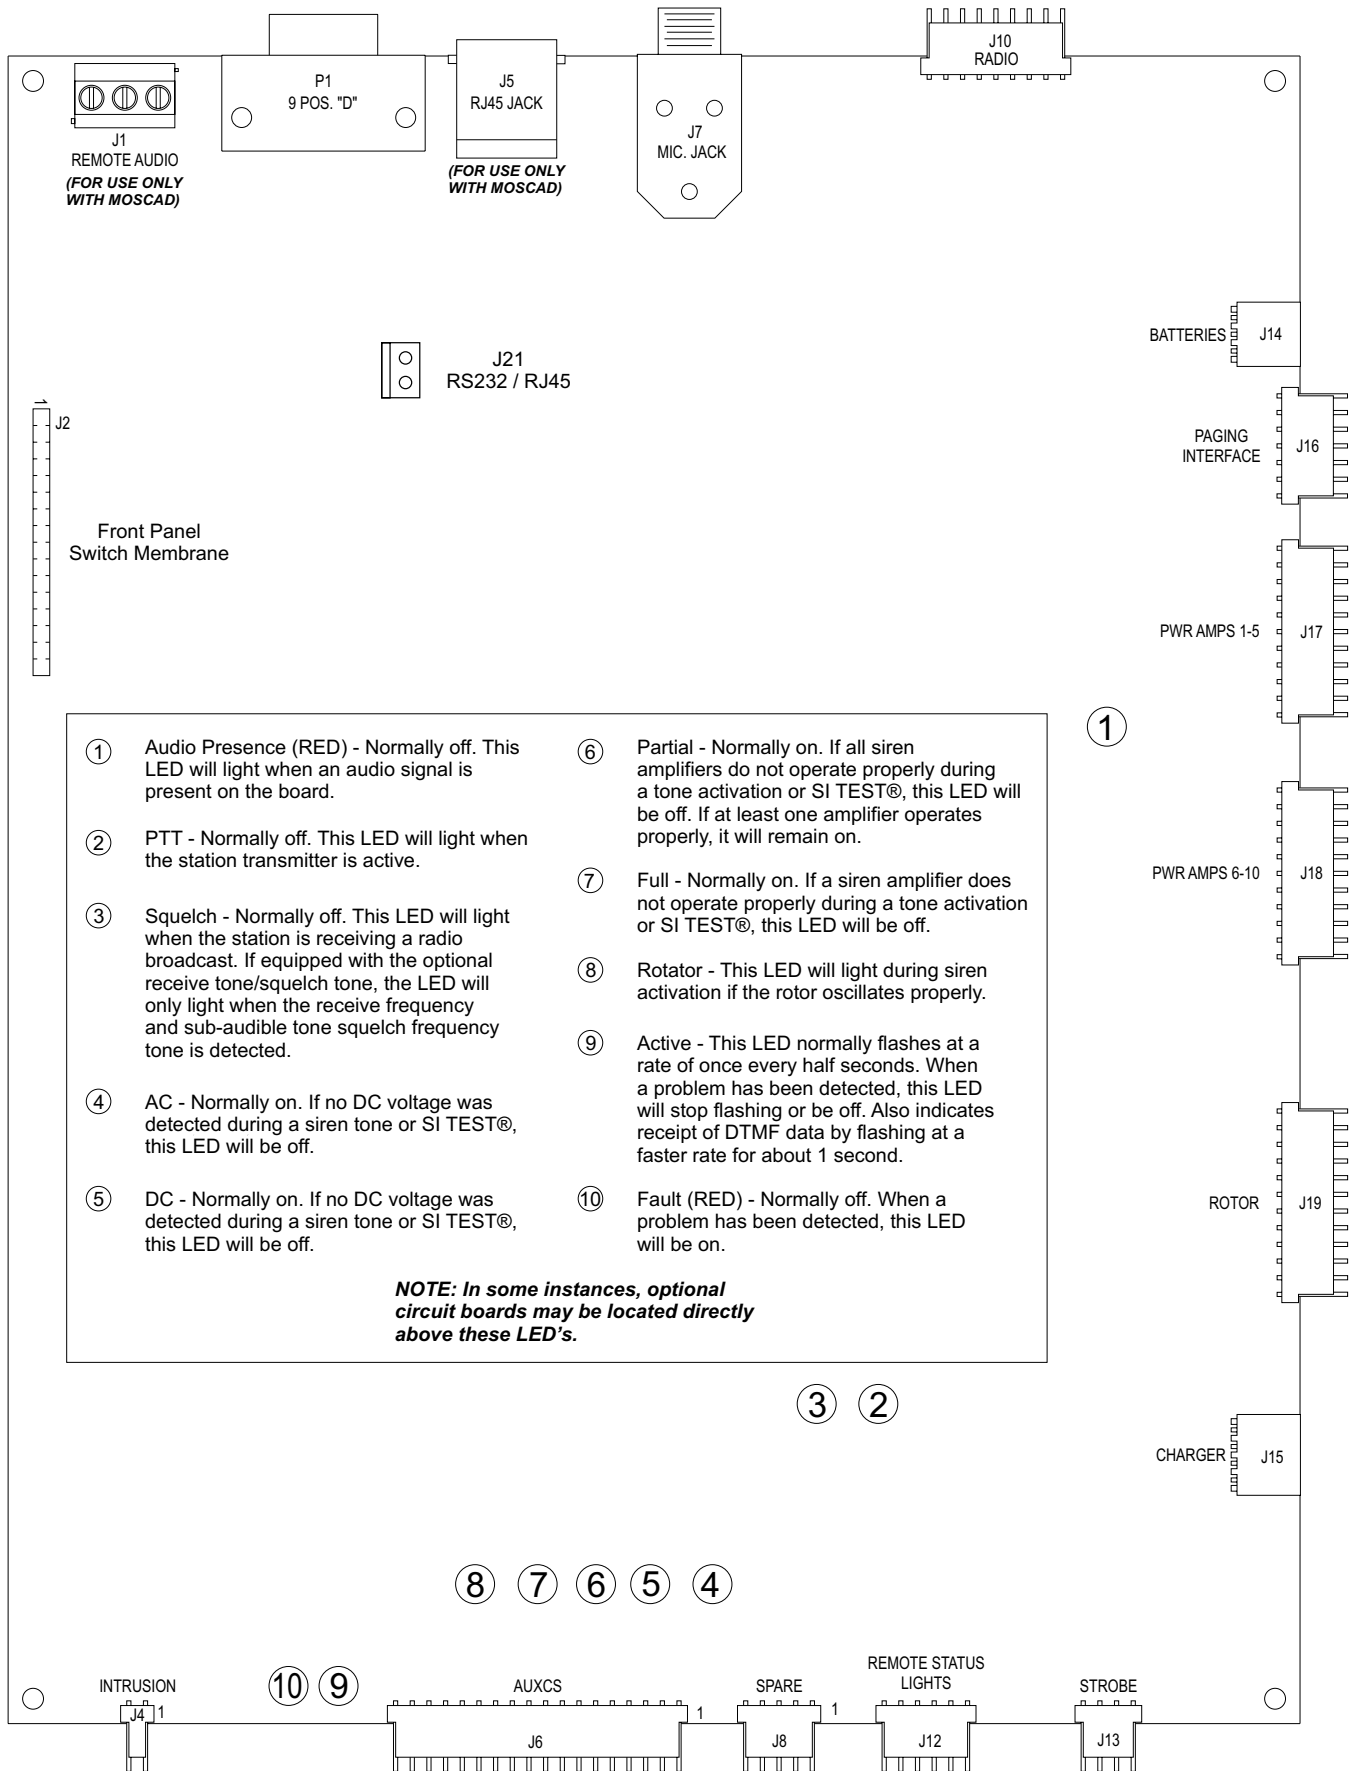 J10
RADIO
P1
9 POS. "D"
J5
RJ45 JACK
(FOR USE ONLY
WITH MOSCAD)
J7
MIC. JACK
J1
REMOTE AUDIO
(FOR USE ONLY
WITH MOSCAD)
BATTERIES
J14
J21
RS232 / RJ45
1
J2
PAGING
INTERFACE
J16
Front Panel
Switch Membrane
PWR AMPS 1-5
J17
1
1 Audio Presence (RED) - Normally off. This
LED will light when an audio signal is
present on the board.
2 PTT - Normally off. This LED will light when
the station transmitter is active.
3 Squelch - Normally off. This LED will light
when the station is receiving a radio
broadcast. If equipped with the optional
receive tone/squelch tone, the LED will
only light when the receive frequency
and sub-audible tone squelch frequency
tone is detected.
4 AC - Normally on. If no DC voltage was
detected during a siren tone or SI TEST®,
this LED will be off.
5 DC - Normally on. If no DC voltage was
detected during a siren tone or SI TEST®,
this LED will be off.
6 Partial - Normally on. If all siren
amplifiers do not operate properly during
a tone activation or SI TEST®, this LED will
be off. If at least one amplifier operates
properly, it will remain on.
7 Full - Normally on. If a siren amplifier does
not operate properly during a tone activation
or SI TEST®, this LED will be off.
8 Rotator - This LED will light during siren
activation if the rotor oscillates properly.
9 Active - This LED normally flashes at a
rate of once every half seconds. When
a problem has been detected, this LED
will stop flashing or be off. Also indicates
receipt of DTMF data by flashing at a
faster rate for about 1 second.
10 Fault (RED) - Normally off. When a
problem has been detected, this LED
will be on.
NOTE: In some instances, optional
circuit boards may be located directly
above these LED's.
PWR AMPS 6-10
J18
ROTOR
J19
3 2
CHARGER
J15
8 7 6 5 4
INTRUSION
J4
1
10 9
AUXCS
J6
1
SPARE
J8
1
REMOTE STATUS
LIGHTS
J12
STROBE
J13